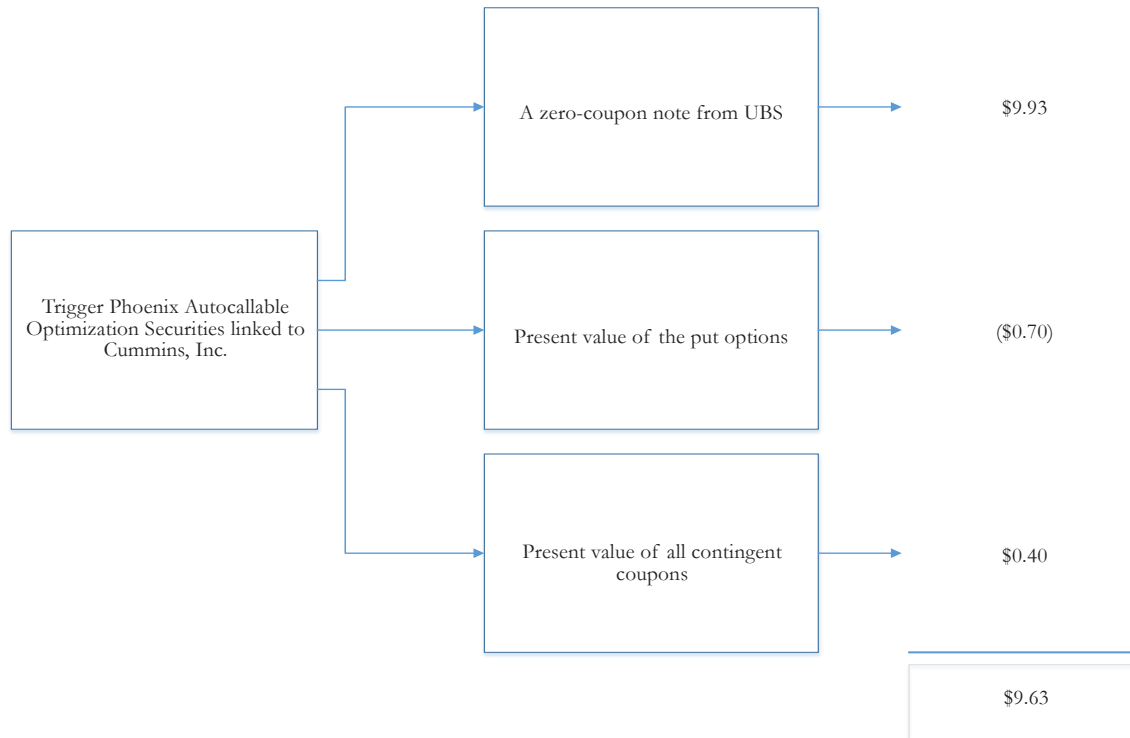 A zero-coupon note from UBS
$9.93
Trigger Phoenix Autocallable
Optimization Securities linked to
Cummins, Inc.
Present value of the put options
($0.70)
Present value of all contingent
coupons
$0.40
$9.63